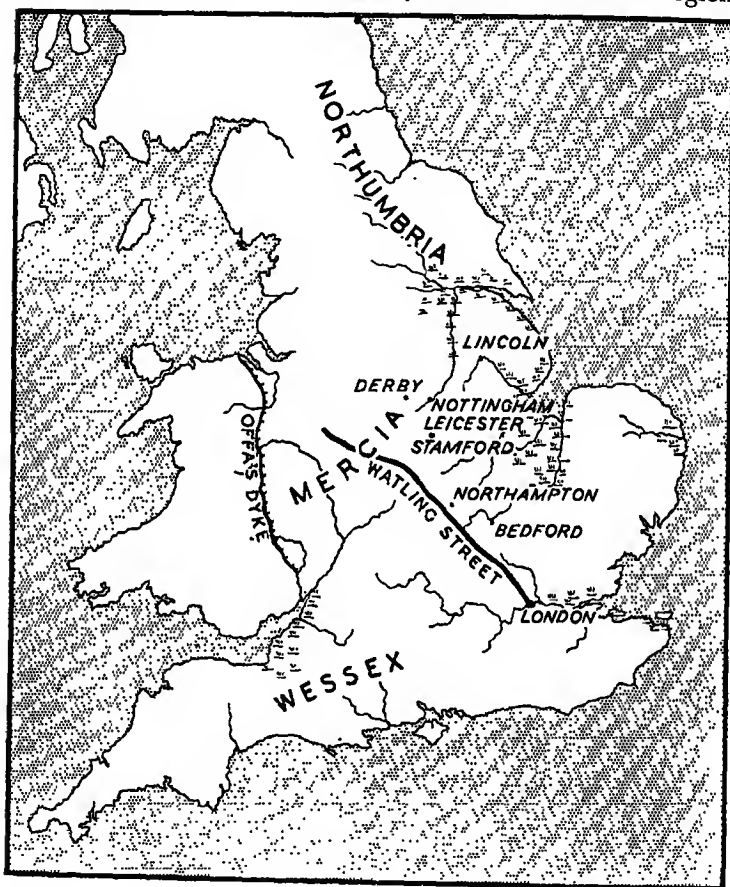 NORTHUMBRIA
LINCOLN
DERBY
NOTTINGHAM
LEICESTER
STAMFORD
MERCIA
OFFA'S DYKE
WATLING STREET
NORTHAMPTON
BEDFORD
LONDON
WESSEX